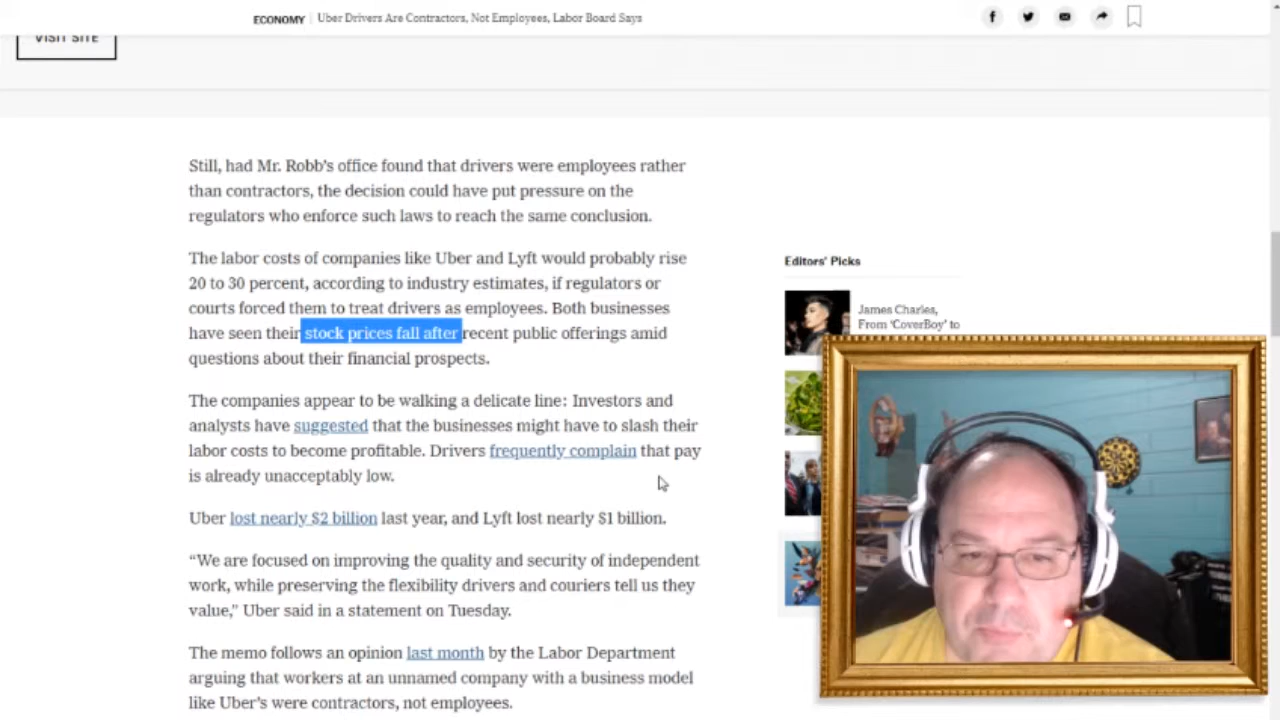 ECONOMY | Uber Drivers Are Contractors, Not Employees, Labor Board Says
VISIT SITE
Still, had Mr. Robb's office found that drivers were employees rather
than contractors, the decision could have put pressure on the
regulators who enforce such laws to reach the same conclusion.
The labor costs of companies like Uber and Lyft would probably rise
20 to 30 percent, according to industry estimates, if regulators or
courts forced them to treat drivers as employees. Both businesses
have seen their stock prices fall after recent public offerings amid
questions about their financial prospects.
The companies appear to be walking a delicate line: Investors and
analysts have suggested that the businesses might have to slash their
labor costs to become profitable. Drivers frequently complain that pay
is already unacceptably low.
Uber lost nearly $2 billion last year, and Lyft lost nearly $1 billion.
“We are focused on improving the quality and security of independent
work, while preserving the flexibility drivers and couriers tell us they
value,” Uber said in a statement on Tuesday.
The memo follows an opinion last month by the Labor Department
arguing that workers at an unnamed company with a business model
like Uber's were contractors, not employees.
Editors' Picks
James Charles,
From ‘CoverBoy’ to